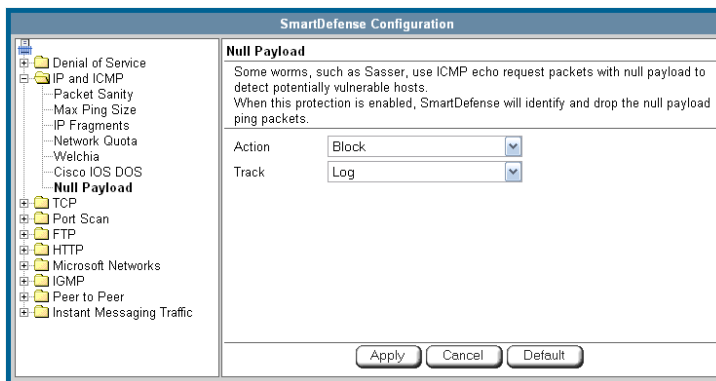 SmartDefense Configuration
Denial of Service
IP and ICMP
Packet Sanity
Max Ping Size
IP Fragments
Network Quota
Welchia
Cisco IOS DOS
Null Payload
TCP
Port Scan
FTP
HTTP
Microsoft Networks
IGMP
Peer to Peer
Instant Messaging Traffic
Null Payload
Some worms, such as Sasser, use ICMP echo request packets with null payload to
detect potentially vulnerable hosts.
When this protection is enabled, SmartDefense will identify and drop the null payload
ping packets.
Action Block
Track Log
Apply Cancel Default